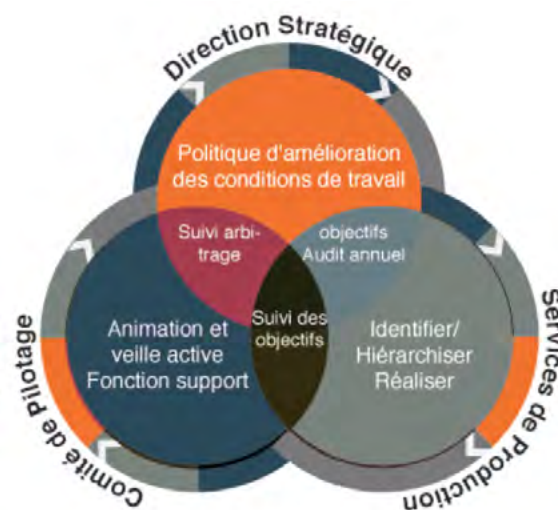 Direction Stratégique
Politique d'amélioration
des conditions de travail
Suivi arbi-
trage
objectifs
Audit annuel
Animation et
veille active
Fonction support
Suivi des
objectifs
Identifier/
Hiérarchiser
Réaliser
Comité de Pilotage
Services de Production